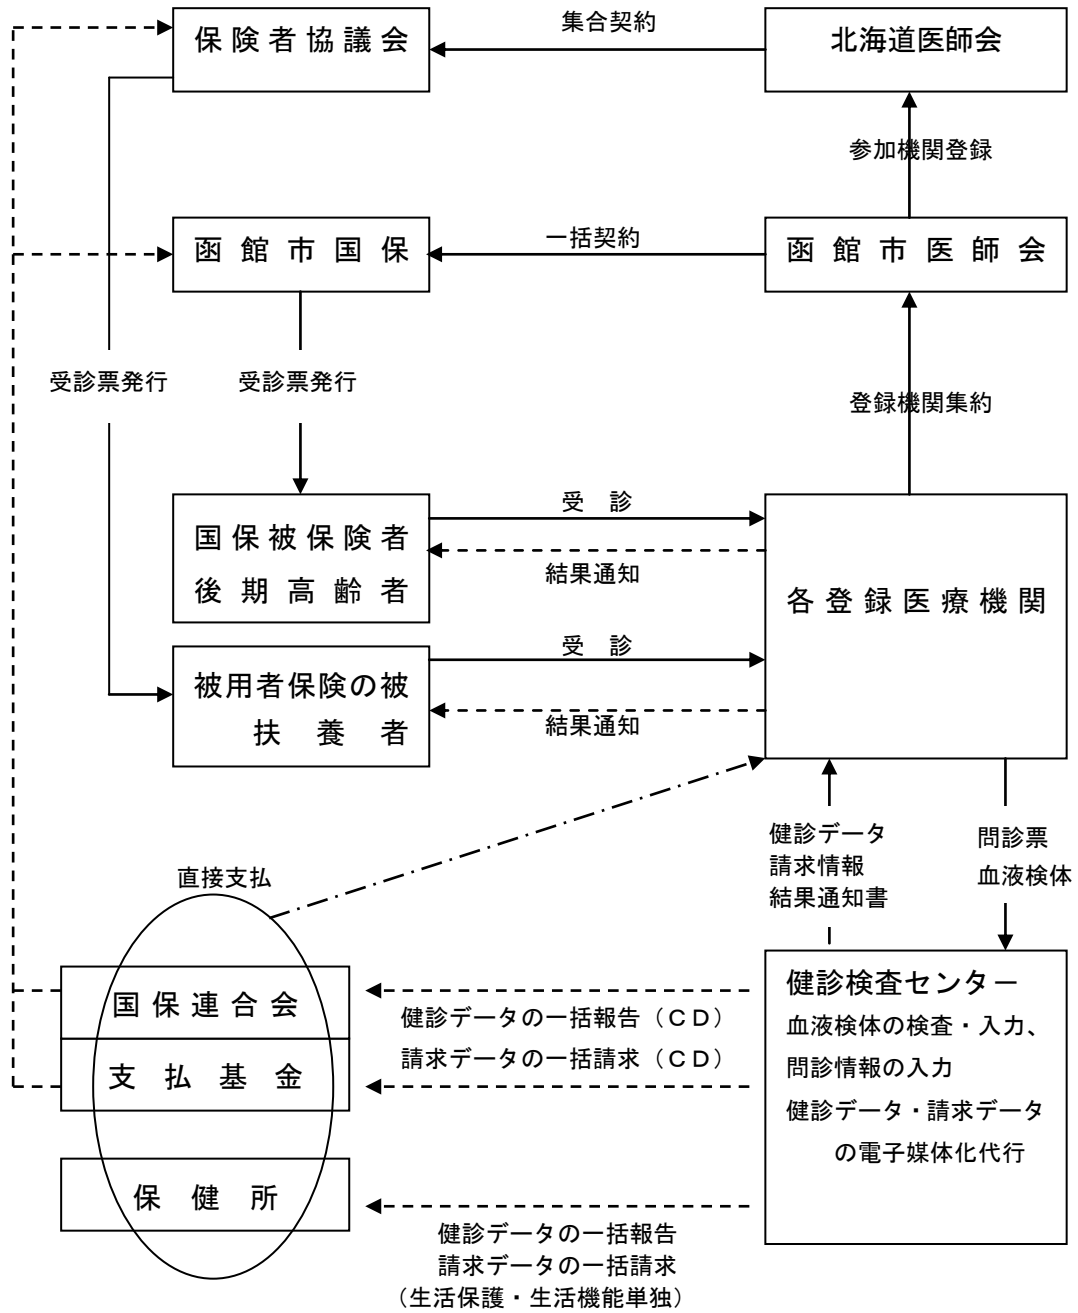 保険者協議会
集合契約
北海道医師会
参加機関登録
函館市国保
一括契約
函館市医師会
受診票発行
受診票発行
登録機関集約
国保被保険者
後期高齢者
受　診
結果通知
各登録医療機関
被用者保険の被
扶養者
受　診
結果通知
健診データ
請求情報
結果通知書
問診票
血液検体
直接支払
国保連合会
支払基金
保健所
健診データの一括報告（ＣＤ）
請求データの一括請求（ＣＤ）
健診検査センター
血液検体の検査・入力、
問診情報の入力
健診データ・請求データ
の電子媒体化代行
健診データの一括報告
請求データの一括請求
（生活保護・生活機能単独）